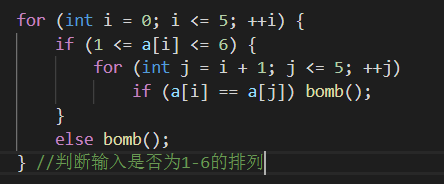 for (int i = 0; i <= 5; ++i) {
    if (1 <= a[i] <= 6) {
        for (int j = i + 1; j <= 5; ++j)
            if (a[i] == a[j]) bomb();
    }
    else bomb();
} //判断输入是否为1-6的排列